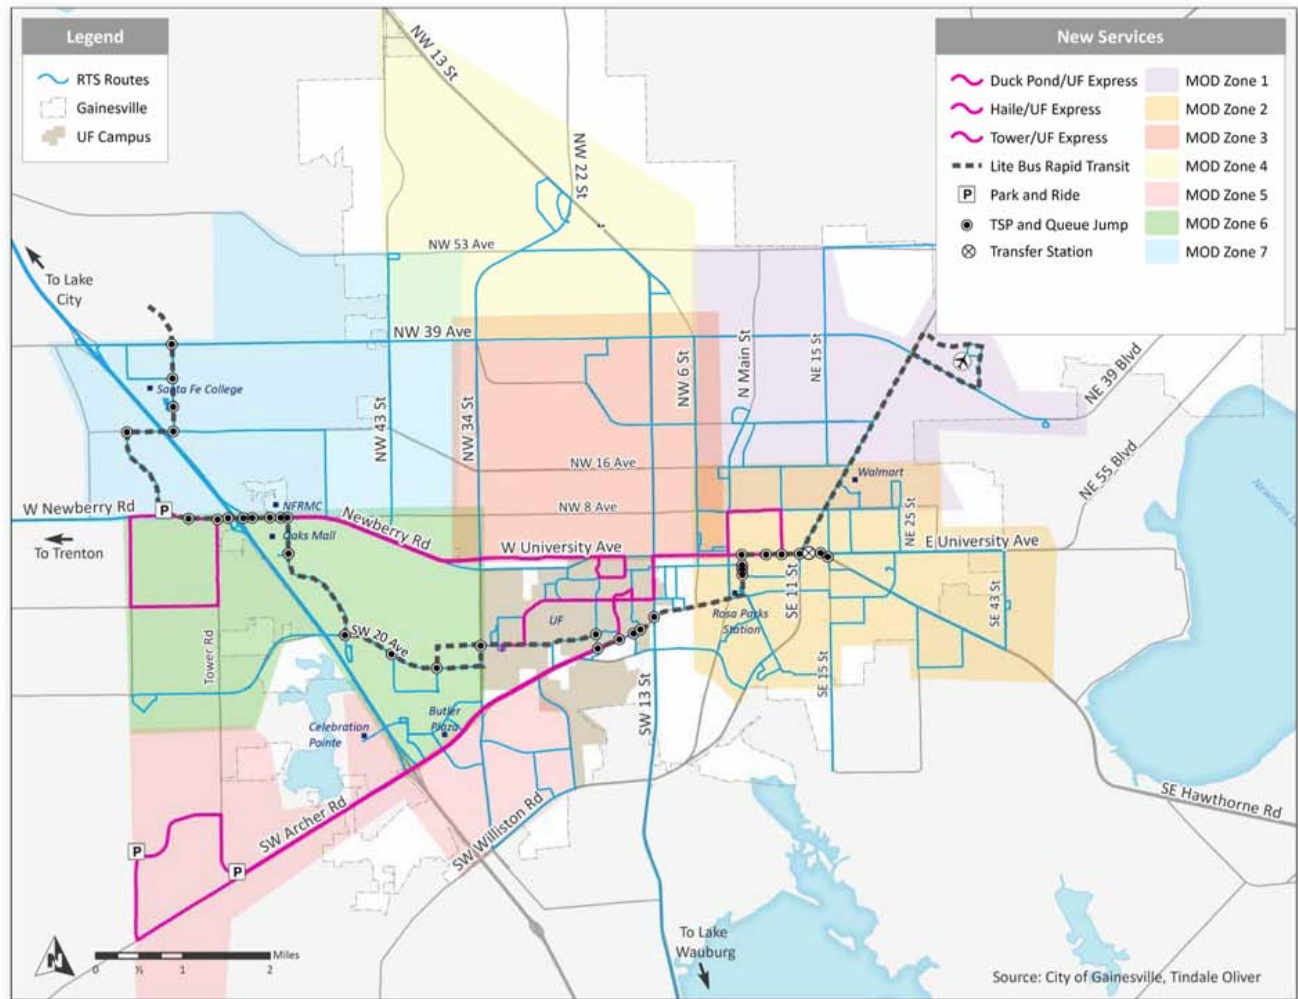 Legend
RTS Routes
Gainesville
UF Campus
New Services
Duck Pond/UF Express
Haile/UF Express
Tower/UF Express
Lite Bus Rapid Transit
P
Park and Ride
TSP and Queue Jump
Transfer Station
MOD Zone 1
MOD Zone 2
MOD Zone 3
MOD Zone 4
MOD Zone 5
MOD Zone 6
MOD Zone 7
NW 13 St
NW 22 St
NW 53 Ave
To Lake
City
NW 39 Ave
N Main St
NE 15 St
NW 6 St
NE 39 Blvd
Santa Fe College
NW 43 St
NW 34 St
NW 16 Ave
Walmart
NE 55 Blvd
W Newberry Rd
P
NFRMC
NW 8 Ave
NE 25 St
Newberry Rd
Oaks Mall
To Trenton
W University Ave
E University Ave
SE 11 St
SE 43 St
UF
Rosa Parks
Station
SW 20 Ave
Tower Rd
SE 15 St
SW 13 St
Butler
Plaza
Celebration
Pointe
SE Hawthorne Rd
SW Archer Rd
SW Williston Rd
P
P
To Lake
Wauburg
N
Miles
0
½
1
2
Source: City of Gainesville, Tindale Oliver